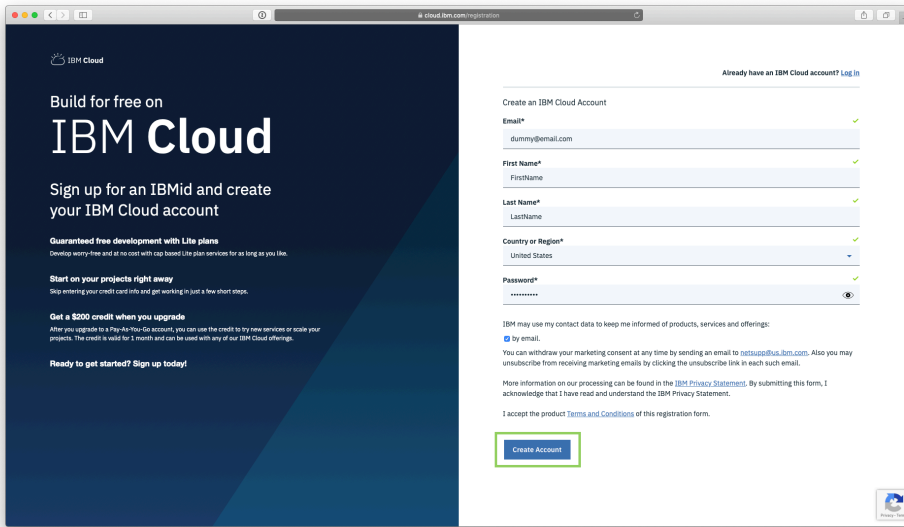 cloud.ibm.com/registration
IBM Cloud
Build for free on
IBM Cloud
Sign up for an IBMid and create
your IBM Cloud account
Guaranteed free development with Lite plans
Develop worry-free and at no cost with cap based Lite plan services for as long as you like.
Start on your projects right away
Skip entering your credit card info and get working in just a few short steps.
Get a $200 credit when you upgrade
After you upgrade to a Pay-As-You-Go account, you can use the credit to try new services or scale your
projects. The credit is valid for 1 month and can be used with any of our IBM Cloud offerings.
Ready to get started? Sign up today!
Already have an IBM Cloud account? Log in
Create an IBM Cloud Account
Email*
dummy@email.com
First Name*
FirstName
Last Name*
LastName
Country or Region*
United States
Password*
••••••••••
IBM may use my contact data to keep me informed of products, services and offerings:
by email.
You can withdraw your marketing consent at any time by sending an email to netsupp@us.ibm.com. Also you may
unsubscribe from receiving marketing emails by clicking the unsubscribe link in each such email.
More information on our processing can be found in the IBM Privacy Statement. By submitting this form, I
acknowledge that I have read and understand the IBM Privacy Statement.
I accept the product Terms and Conditions of this registration form.
Create Account